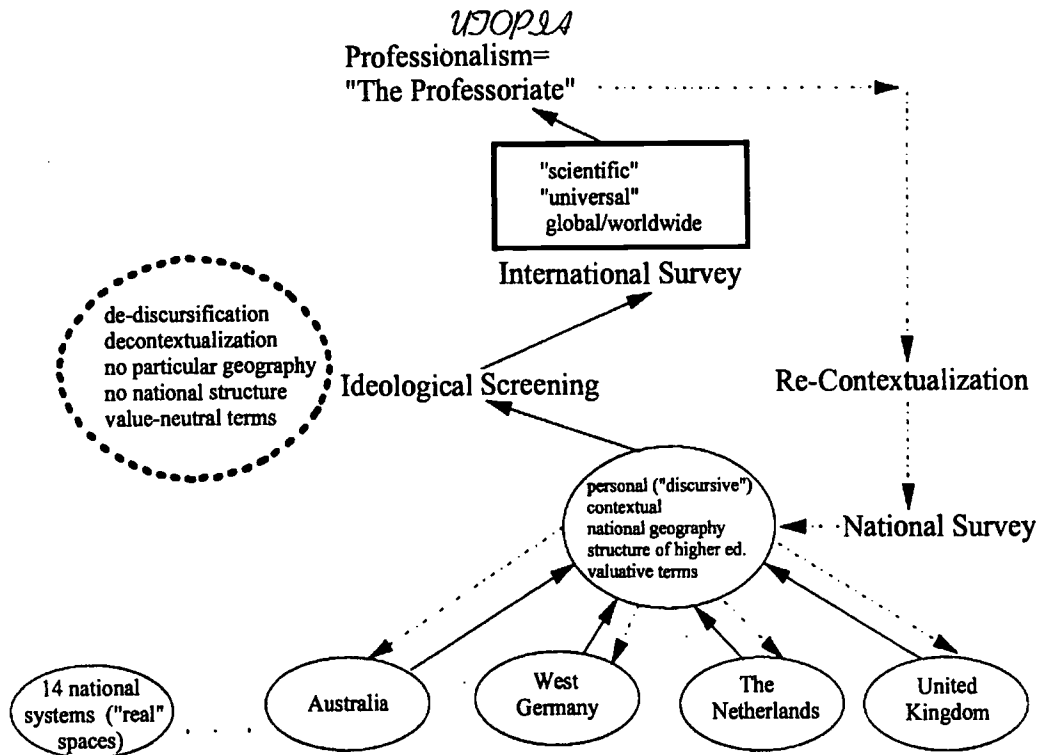 UTOPIA
Professionalism=
"The Professoriate"
"scientific"
"universal"
global/worldwide
International Survey
de-discursification
decontextualization
no particular geography
no national structure
value-neutral terms
Ideological Screening
Re-Contextualization
personal ("discursive")
contextual
national geography
structure of higher ed.
valuative terms
National Survey
14 national
systems ("real"
spaces)
Australia
West
Germany
The
Netherlands
United
Kingdom